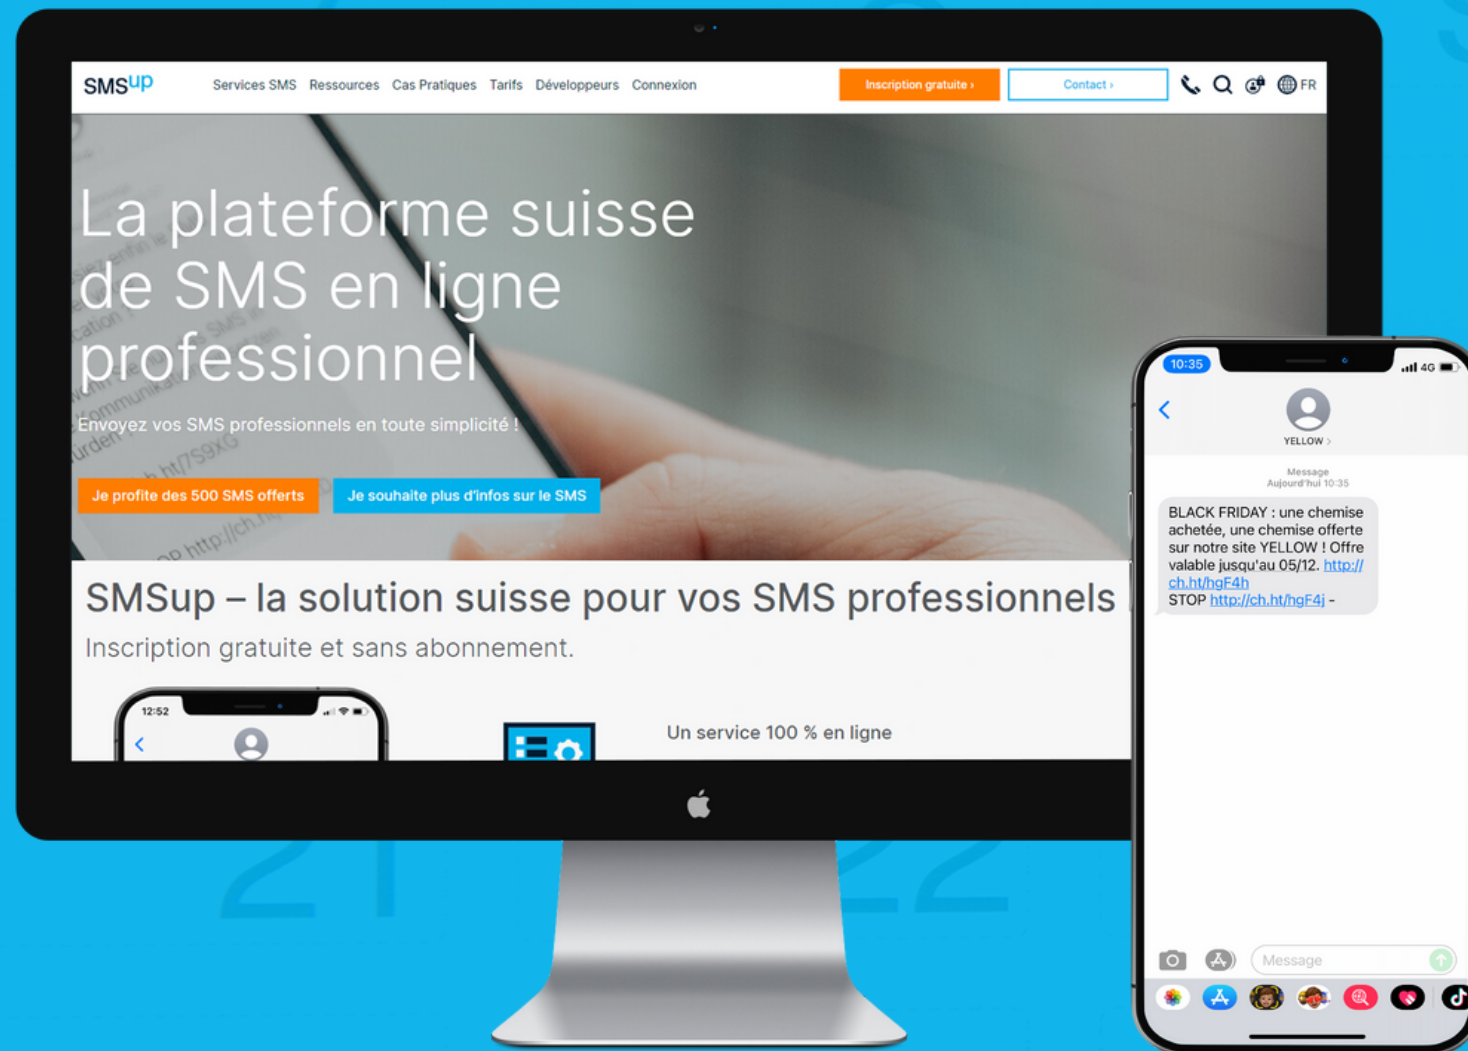 SMSup
Services SMS Ressources Cas Pratiques Tarifs Développeurs Connexion
Inscription gratuite ›
Contact ›
FR
La plateforme suisse
de SMS en ligne
professionnel
Envoyez vos SMS professionnels en toute simplicité !
Je profite des 500 SMS offerts
Je souhaite plus d'infos sur le SMS
SMSup – la solution suisse pour vos SMS professionnels
Inscription gratuite et sans abonnement.
12:52
Un service 100 % en ligne
10:35
4G
YELLOW >
Message
Aujourd'hui 10:35
BLACK FRIDAY : une chemise
achetée, une chemise offerte
sur notre site YELLOW ! Offre
valable jusqu'au 05/12. http://
ch.ht/hgF4h
STOP http://ch.ht/hgF4j -
Message
21
22